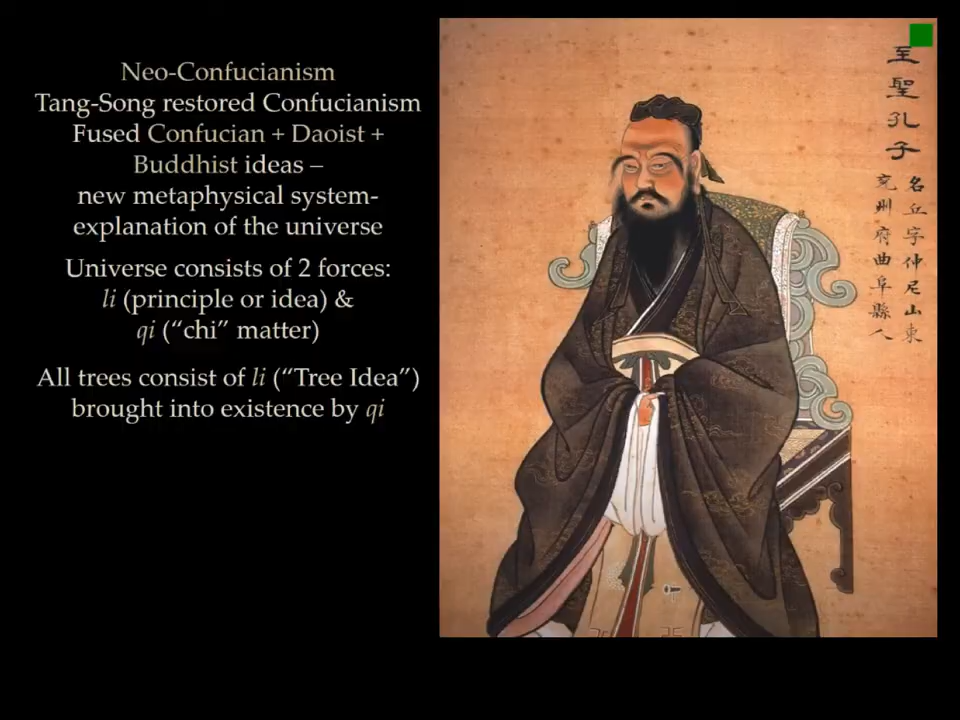 Neo-Confucianism
Tang-Song restored Confucianism
Fused Confucian + Daoist +
Buddhist ideas –
new metaphysical system-
explanation of the universe
Universe consists of 2 forces:
li (principle or idea) &
qi (“chi” matter)
All trees consist of li (“Tree Idea”)
brought into existence by qi
至聖孔子
名丘字仲尼山東
兗州府曲阜縣人